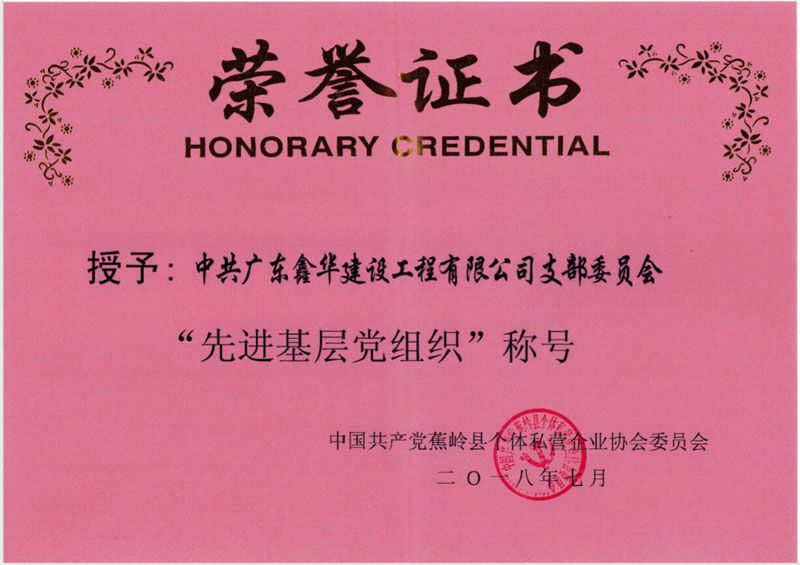 荣誉证书
HONORARY CREDENTIAL
授予：中共广东鑫华建设工程有限公司支部委员会
“先进基层党组织”称号
中国共产党蕉岭县个体私营企业协会委员会
二〇一八年七月